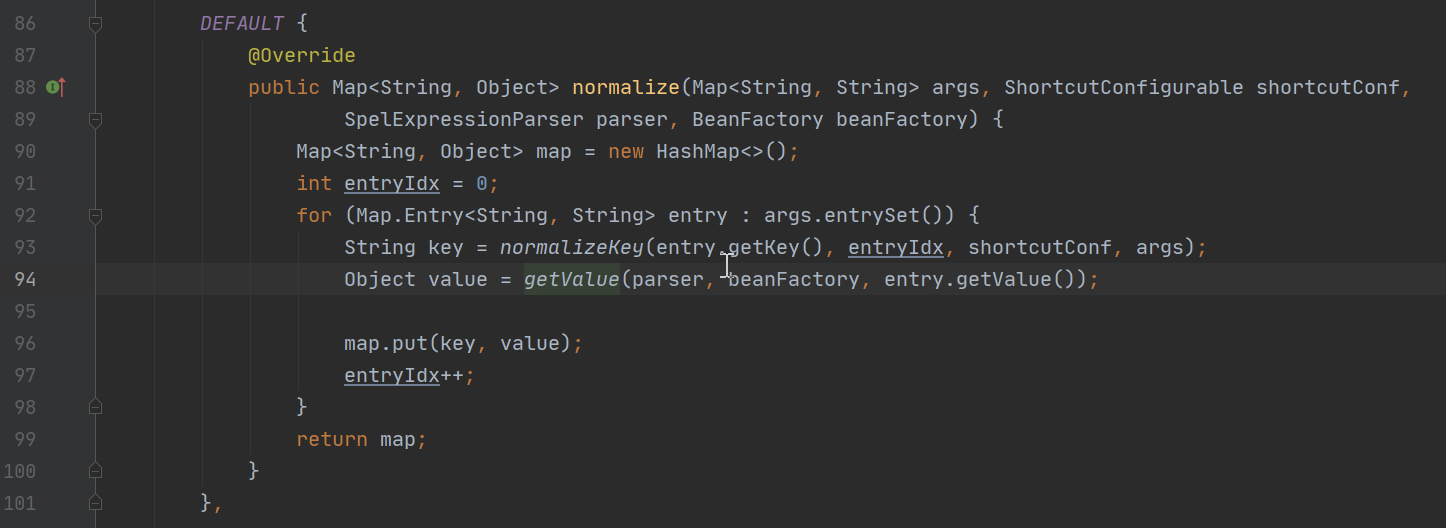 86 DEFAULT {
87 @Override
88 public Map<String, Object> normalize(Map<String, String> args, ShortcutConfigurable shortcutConf,
89 SpelExpressionParser parser, BeanFactory beanFactory) {
90 Map<String, Object> map = new HashMap<>();
91 int entryIdx = 0;
92 for (Map.Entry<String, String> entry : args.entrySet()) {
93 String key = normalizeKey(entry.getKey(), entryIdx, shortcutConf, args);
94 Object value = getValue(parser, beanFactory, entry.getValue());
95
96 map.put(key, value);
97 entryIdx++;
98 }
99 return map;
100 }
101 },